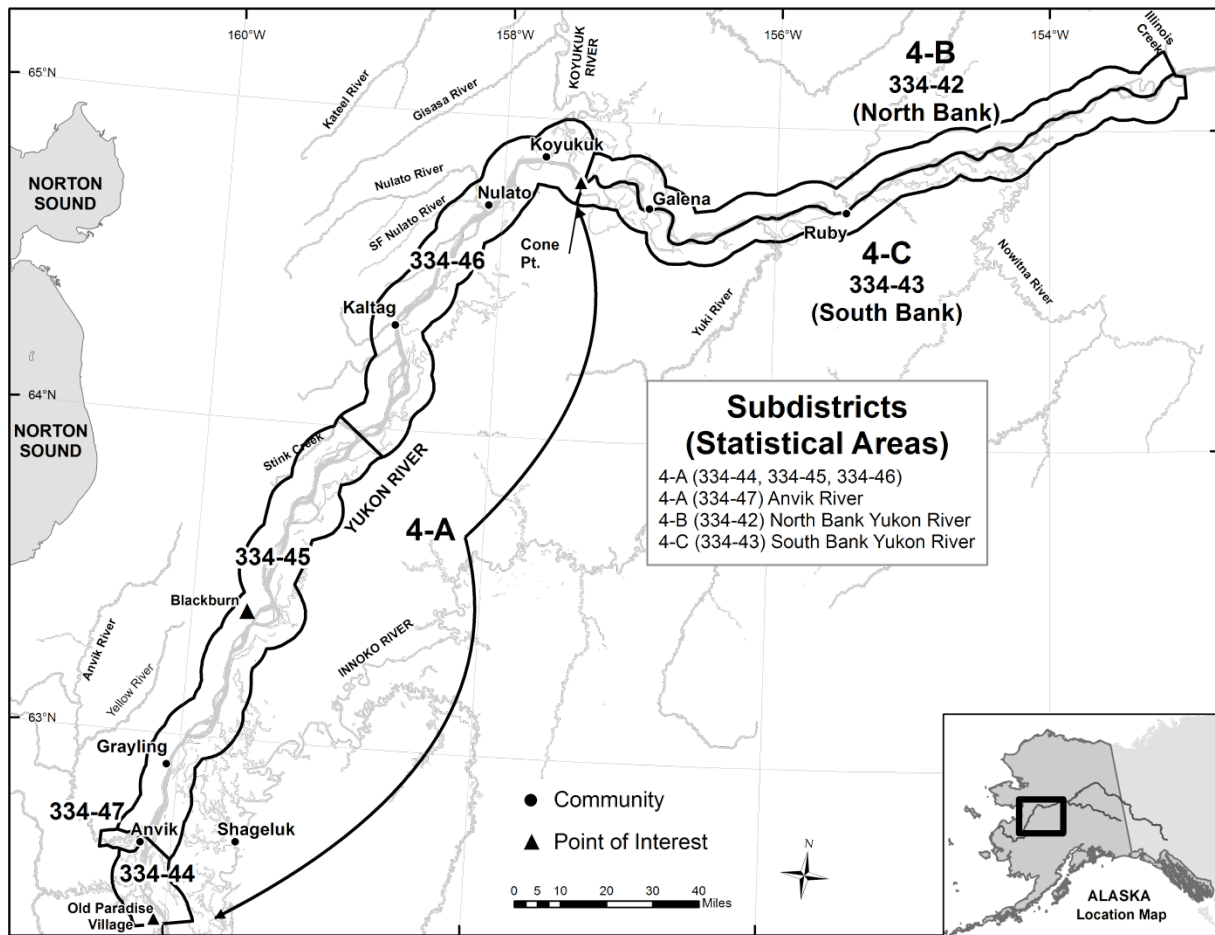 160°W
158°W
156°W
154°W
65°N
64°N
63°N
Illinois
Creek
KOYUKUK
RIVER
Kateel River
Gisasa River
4-B
334-42
(North Bank)
NORTON
SOUND
Koyukuk
Nulato River
Nulato
Galena
SF Nulato River
Ruby
Cone
Pt.
334-46
4-C
334-43
(South Bank)
Nowitna River
Yuki River
Kaltag
NORTON
SOUND
Stink Creek
YUKON RIVER
Subdistricts
(Statistical Areas)
4-A (334-44, 334-45, 334-46)
4-A (334-47) Anvik River
4-B (334-42) North Bank Yukon River
4-C (334-43) South Bank Yukon River
4-A
334-45
Blackburn
Anvik River
Yellow River
INNOKO RIVER
Grayling
334-47
Anvik
Shageluk
334-44
Old Paradise
Village
Community
Point of Interest
N
0 5 10 20 30 40
Miles
ALASKA
Location Map